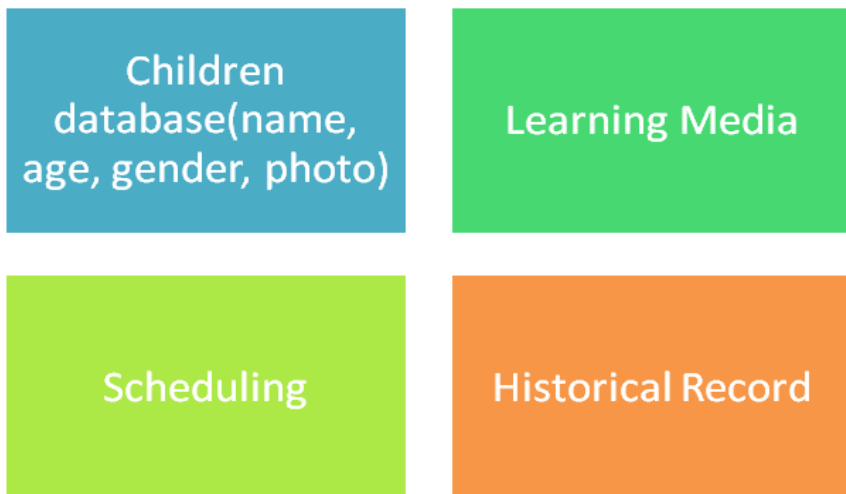 Children
database(name,
age, gender, photo)
Learning Media
Scheduling
Historical Record